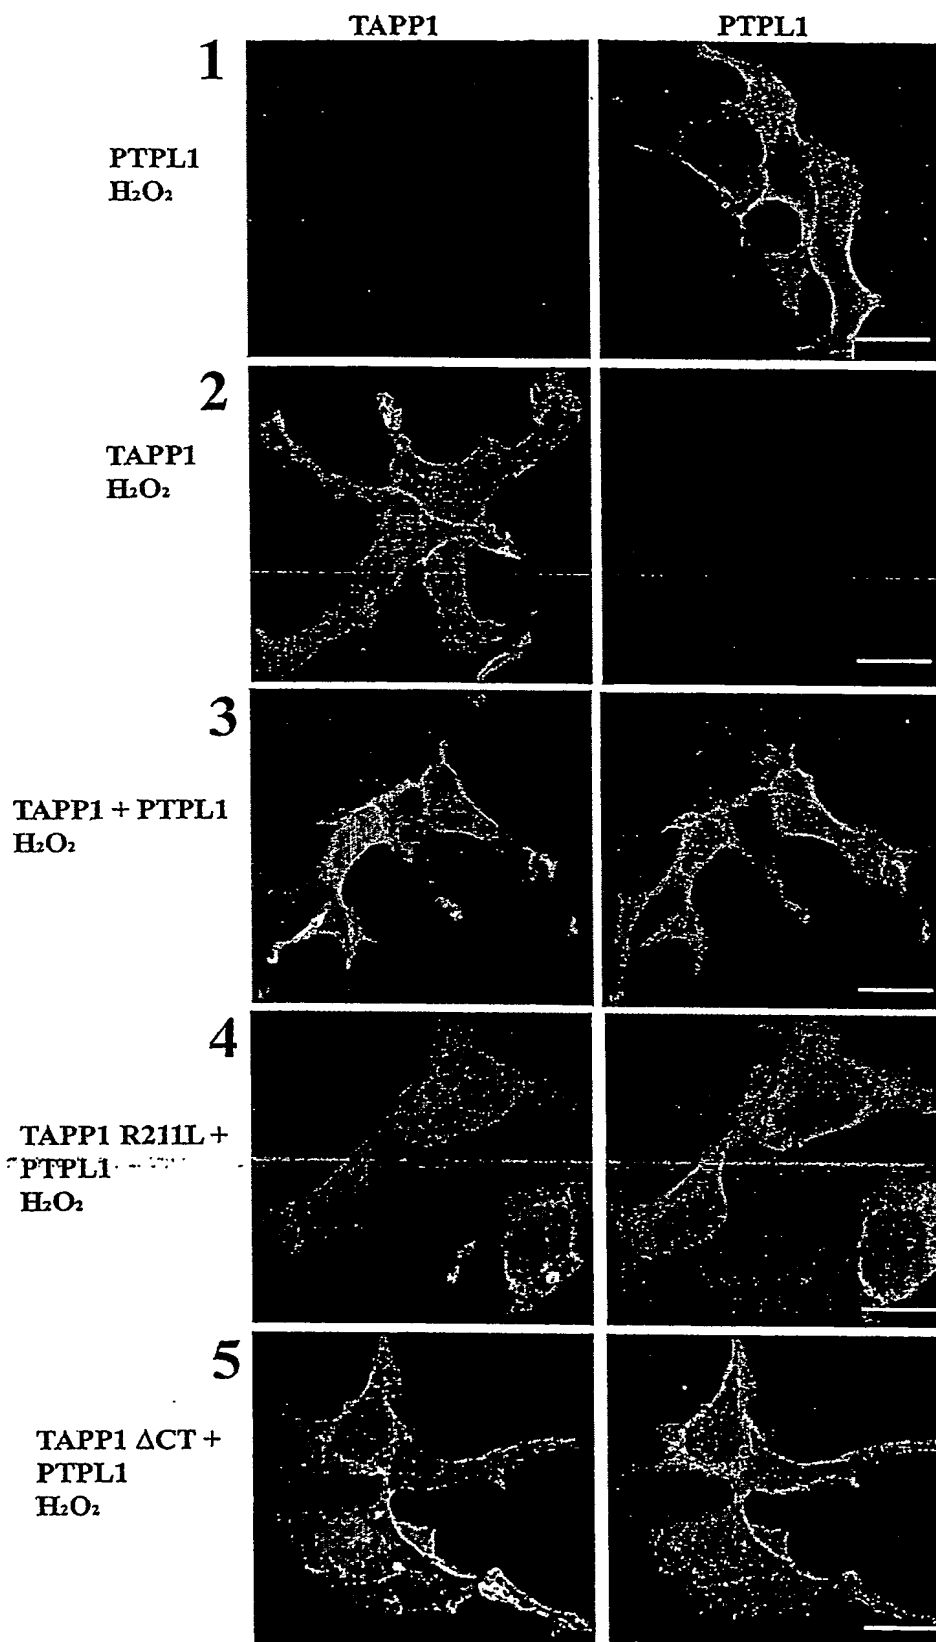 TAPP1 PTPL1
1
PTPL1
H₂O₂
2
TAPP1
H₂O₂
3
TAPP1 + PTPL1
H₂O₂
4
TAPP1 R211L +
PTPL1
H₂O₂
5
TAPP1 ΔCT +
PTPL1
H₂O₂